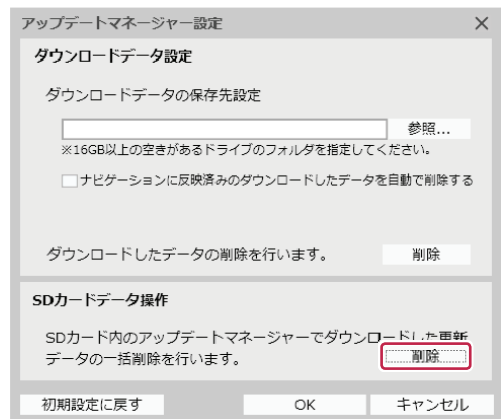 アップデートマネージャー設定
ダウンロードデータ設定
ダウンロードデータの保存先設定
参照...
※16GB以上の空きがあるドライブのフォルダを指定してください。
ナビゲーションに反映済みのダウンロードしたデータを自動で削除する
ダウンロードしたデータの削除を行います。 削除
SDカードデータ操作
SDカード内のアップデートマネージャーでダウンロードした更新
データの一括削除を行います。 削除
初期設定に戻す OK キャンセル